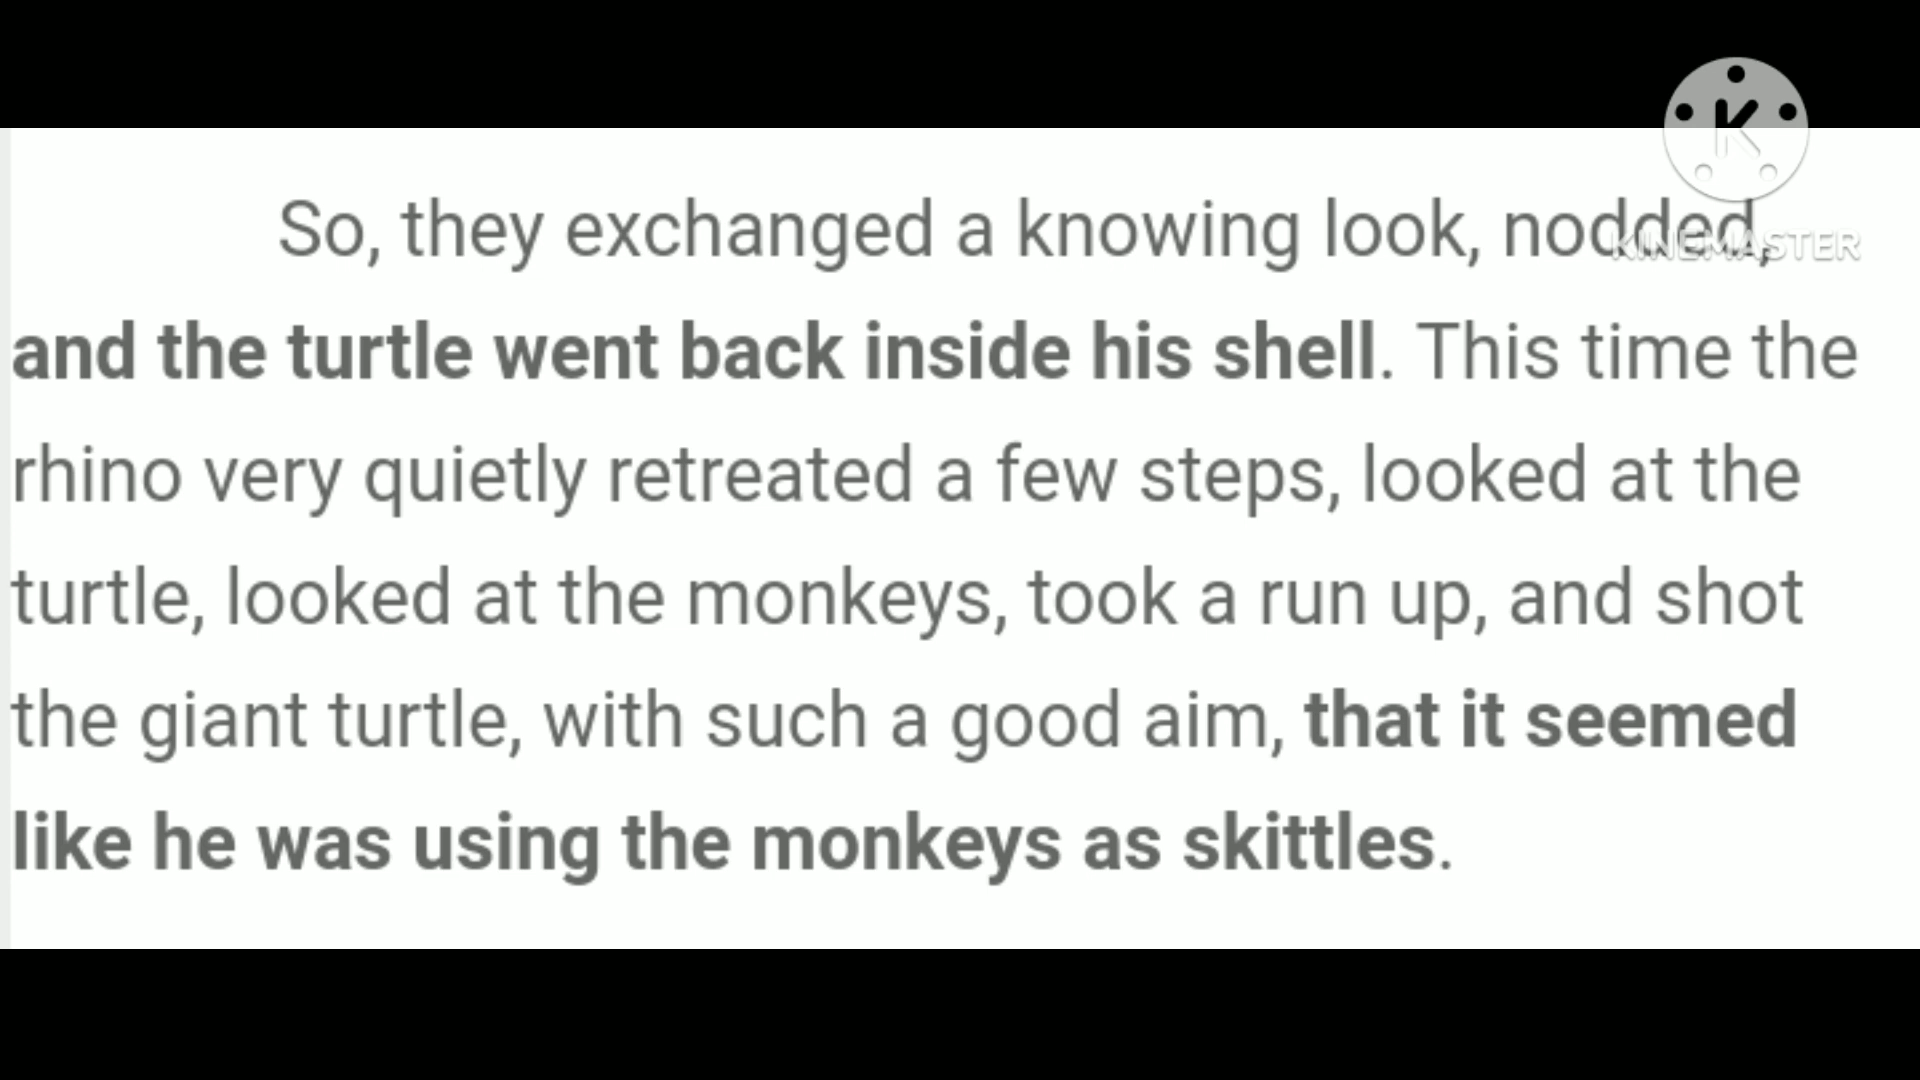 K
So, they exchanged a knowing look, nodded,
KINEMASTER
and the turtle went back inside his shell. This time the
rhino very quietly retreated a few steps, looked at the
turtle, looked at the monkeys, took a run up, and shot
the giant turtle, with such a good aim, that it seemed
like he was using the monkeys as skittles.